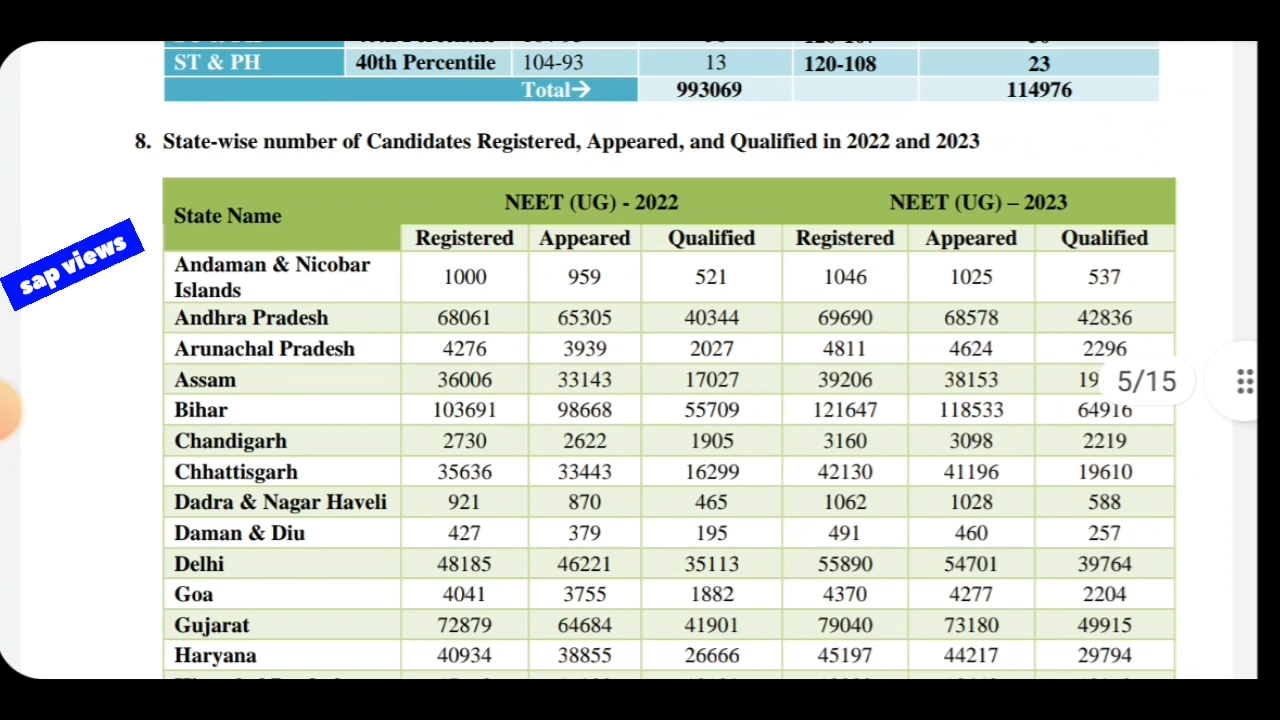 ST & PH 40th Percentile 104-93 13 120-108 23
Total→ 993069 114976
8. State-wise number of Candidates Registered, Appeared, and Qualified in 2022 and 2023
State Name NEET (UG) - 2022 NEET (UG) – 2023
Registered Appeared Qualified Registered Appeared Qualified
Andaman & Nicobar
Islands 1000 959 521 1046 1025 537
sap views
Andhra Pradesh 68061 65305 40344 69690 68578 42836
Arunachal Pradesh 4276 3939 2027 4811 4624 2296
Assam 36006 33143 17027 39206 38153 19
5/15
Bihar 103691 98668 55709 121647 118533 64916
Chandigarh 2730 2622 1905 3160 3098 2219
Chhattisgarh 35636 33443 16299 42130 41196 19610
Dadra & Nagar Haveli 921 870 465 1062 1028 588
Daman & Diu 427 379 195 491 460 257
Delhi 48185 46221 35113 55890 54701 39764
Goa 4041 3755 1882 4370 4277 2204
Gujarat 72879 64684 41901 79040 73180 49915
Haryana 40934 38855 26666 45197 44217 29794